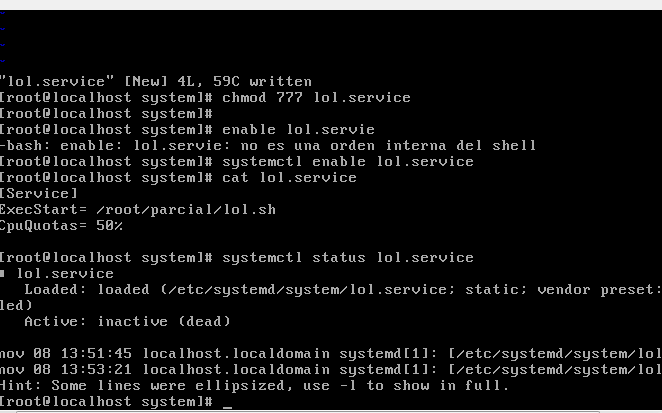 "lol.service" [New] 4L, 59C written
[root@localhost system]# chmod 777 lol.service
[root@localhost system]#
[root@localhost system]# enable lol.servie
-bash: enable: lol.servie: no es una orden interna del shell
[root@localhost system]# systemctl enable lol.service
[root@localhost system]# cat lol.service
[Service]
ExecStart= /root/parcial/lol.sh
CpuQuotas= 50%
[root@localhost system]# systemctl status lol.service
lol.service
Loaded: loaded (/etc/systemd/system/lol.service; static; vendor preset:
led)
Active: inactive (dead)
nov 08 13:51:45 localhost.localdomain systemd[1]: [/etc/systemd/system/lol
nov 08 13:53:21 localhost.localdomain systemd[1]: [/etc/systemd/system/lol
Hint: Some lines were ellipsized, use -l to show in full.
[root@localhost system]# _